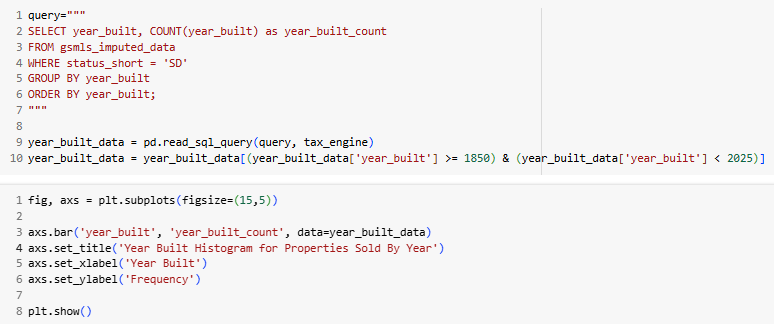 1 query="""
2 SELECT year_built, COUNT(year_built) as year_built_count
3 FROM gsmls_imputed_data
4 WHERE status_short = 'SD'
5 GROUP BY year_built
6 ORDER BY year_built;
7 """
8
9 year_built_data = pd.read_sql_query(query, tax_engine)
10 year_built_data = year_built_data[(year_built_data['year_built'] >= 1850) & (year_built_data['year_built'] < 2025)]
1 fig, axs = plt.subplots(figsize=(15,5))
2
3 axs.bar('year_built', 'year_built_count', data=year_built_data)
4 axs.set_title('Year Built Histogram for Properties Sold By Year')
5 axs.set_xlabel('Year Built')
6 axs.set_ylabel('Frequency')
7
8 plt.show()